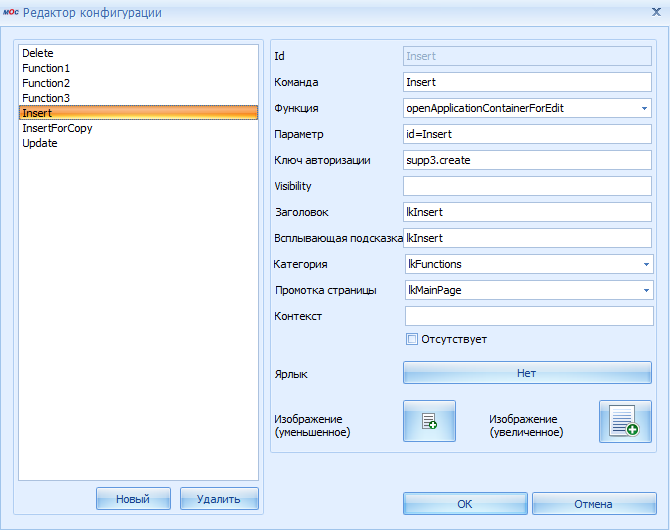 МОС Редактор конфигурации
Delete
Function1
Function2
Function3
Insert
InsertForCopy
Update
Новый Удалить
Id Insert
Команда Insert
Функция openApplicationContainerForEdit
Параметр id=Insert
Ключ авторизации supp3.create
Visibility
Заголовок lkInsert
Всплывающая подсказка lkInsert
Категория lkFunctions
Промотка страницы lkMainPage
Контекст
Отсутствует
Ярлык Нет
Изображение
(уменьшенное)
Изображение
(увеличенное)
ОК Отмена